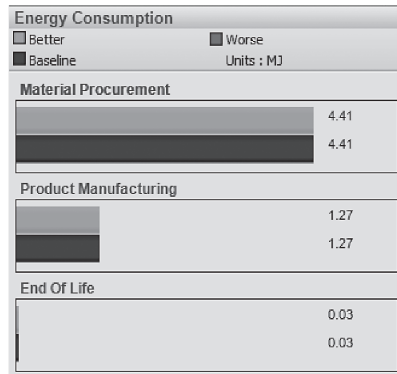 Energy Consumption
Better Worse
Baseline Units : MJ
Material Procurement
4.41
4.41
Product Manufacturing
1.27
1.27
End Of Life
0.03
0.03